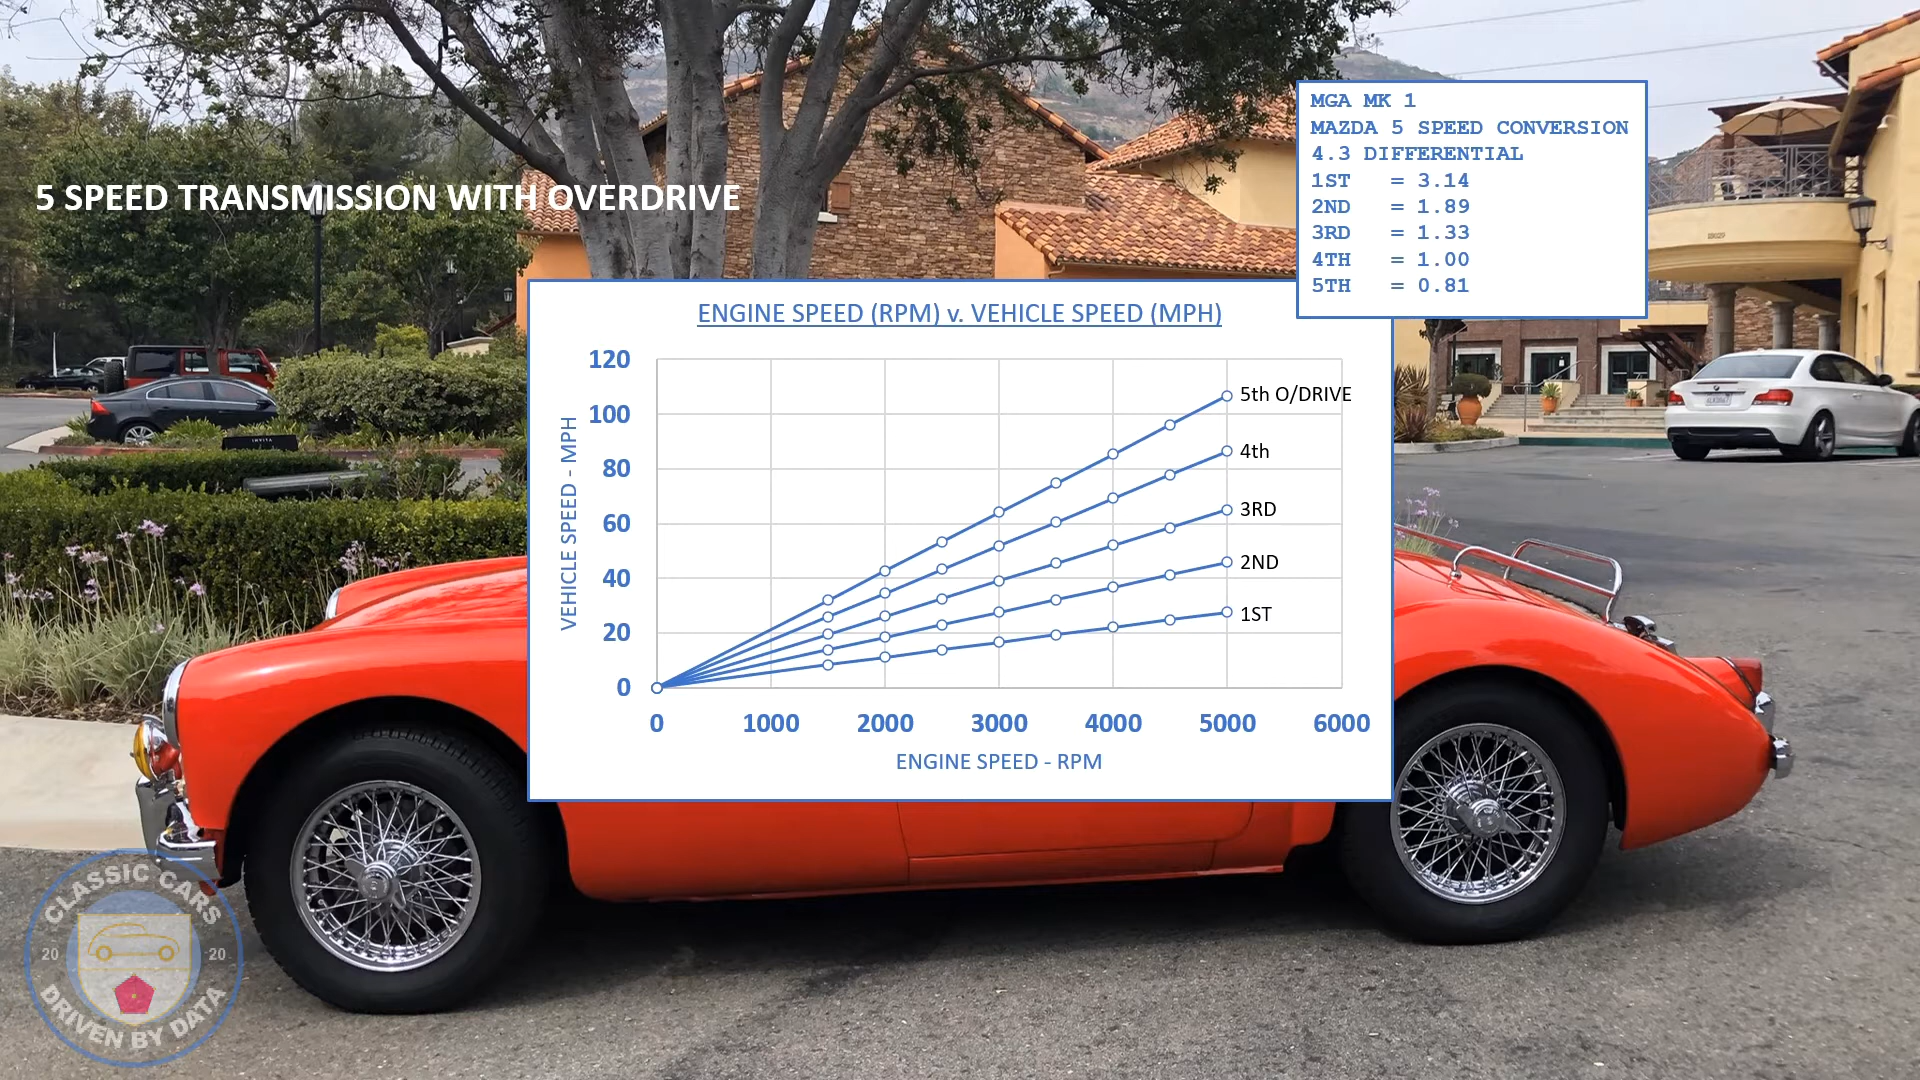 MGA MK 1
MAZDA 5 SPEED CONVERSION
4.3 DIFFERENTIAL
1ST = 3.14
2ND = 1.89
3RD = 1.33
4TH = 1.00
5TH = 0.81
5 SPEED TRANSMISSION WITH OVERDRIVE
ENGINE SPEED (RPM) v. VEHICLE SPEED (MPH)
VEHICLE SPEED - MPH
120
100
80
60
40
20
0
5th O/DRIVE
4th
3RD
2ND
1ST
0 1000 2000 3000 4000 5000 6000
ENGINE SPEED - RPM
INVITA
CLASSIC CARS
20 20
DRIVEN BY DATA